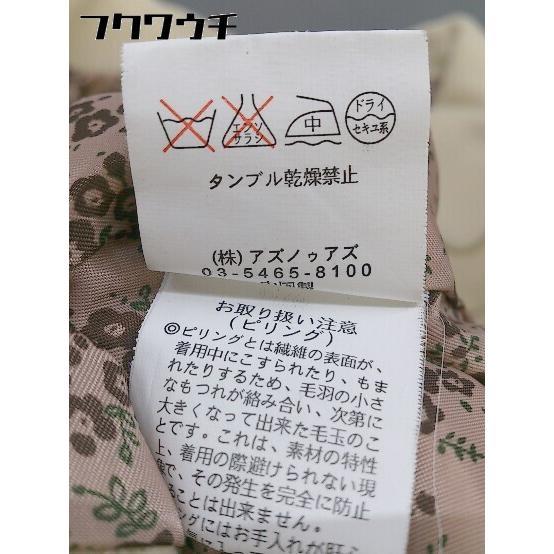 フクワウチ
エンソ
サラシ
中
ドライ
セキユ系
タンブル乾燥禁止
(株) アズノゥアズ
03-5465-8100
お取り扱い注意
(ピリング)
◎ピリングとは繊維の表面が、
着用中にこすられたり、もま
れたりするため、毛羽の小さ
なもつれが絡み合い、次第に
大きくなって出来た毛玉のこ
とです。これは、素材の特性
上、着用の際避けられない現
で、その発生を完全に防止
ことは出来ません。
ングにはお手入れが肝